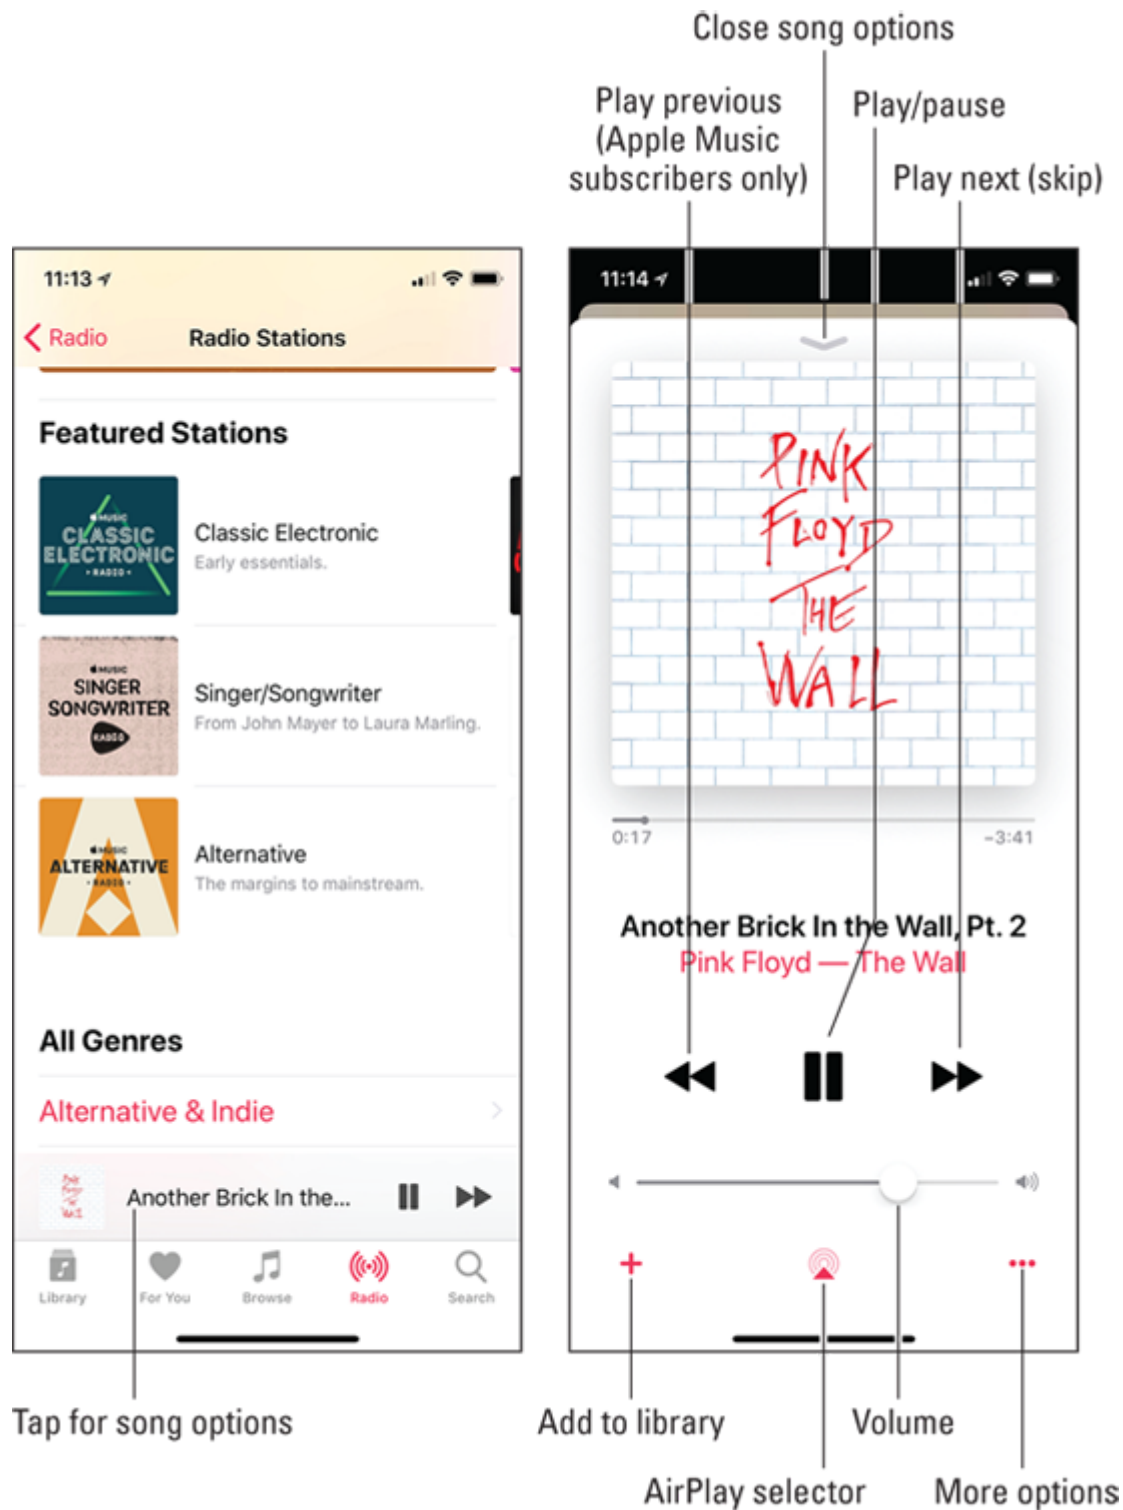 Close song options
Play previous
(Apple Music
subscribers only)
Play/pause
Play next (skip)
11:13
Radio
Radio Stations
Featured Stations
MUSIC
CLASSIC
ELECTRONIC
• RADIO •
Classic Electronic
Early essentials.
MUSIC
SINGER
SONGWRITER
RADIO
Singer/Songwriter
From John Mayer to Laura Marling.
MUSIC
ALTERNATIVE
• RADIO •
Alternative
The margins to mainstream.
All Genres
Alternative & Indie
Another Brick In the...
Library
For You
Browse
Radio
Search
Tap for song options
11:14
PINK
FLOYD
THE
WALL
0:17
-3:41
Another Brick In the Wall, Pt. 2
Pink Floyd — The Wall
Add to library
Volume
AirPlay selector
More options